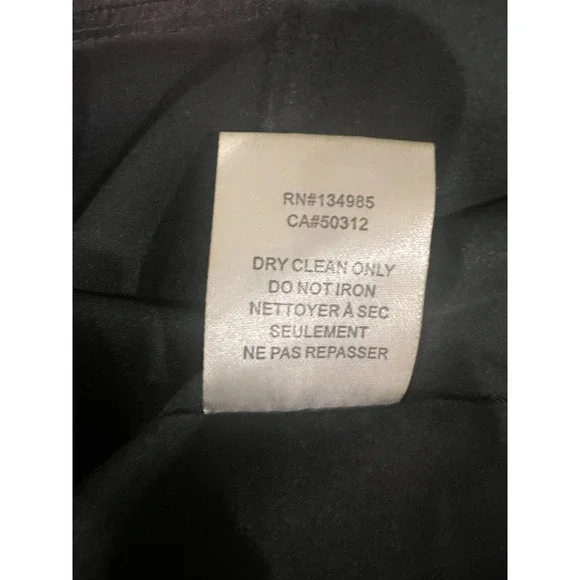 RN#134985
CA#50312
DRY CLEAN ONLY
DO NOT IRON
NETTOYER À SEC
SEULEMENT
NE PAS REPASSER